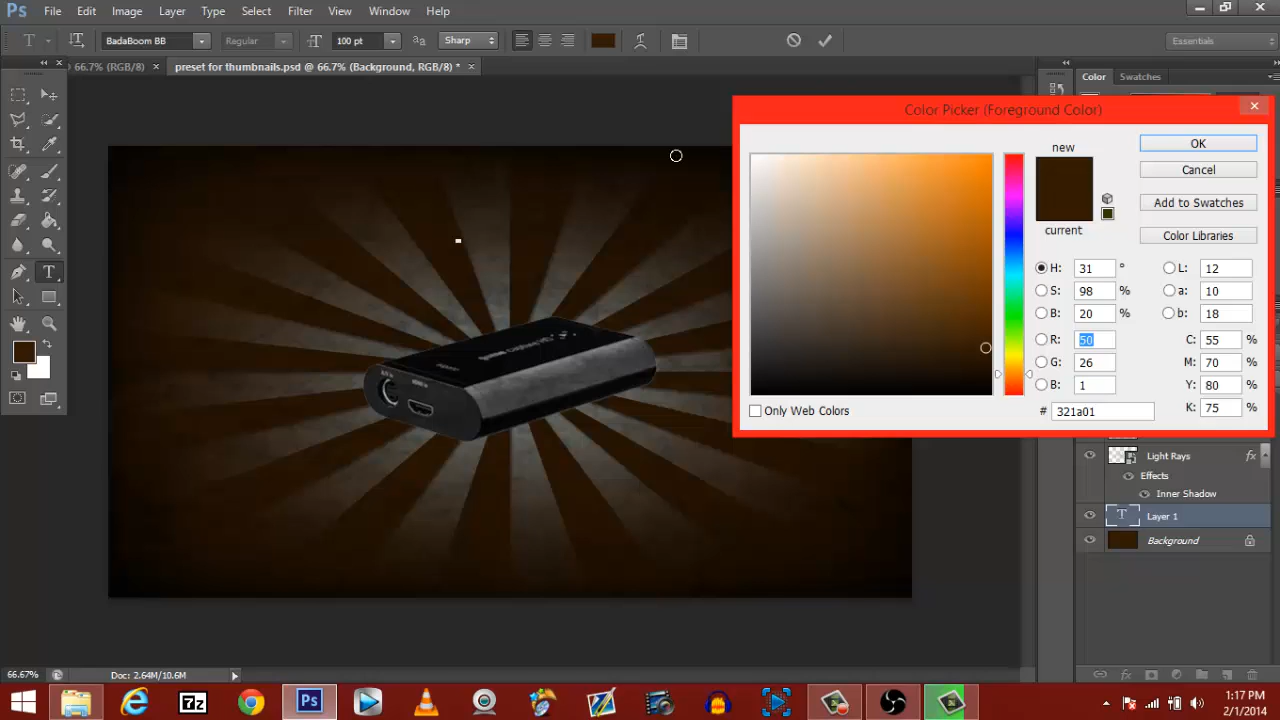 Ps File Edit Image Layer Type Select Filter View Window Help
T BadaBoom BB Regular 100 pt Sharp Essentials
@ 66.7% (RGB/8) × preset for thumbnails.psd @ 66.7% (Background, RGB/8) * ×
Color Swatches
Color Picker (Foreground Color)
new
current
OK
Cancel
Add to Swatches
Color Libraries
H: 31 °
S: 98 %
B: 20 %
R: 50
G: 26
B: 1
L: 12
a: 10
b: 18
C: 55 %
M: 70 %
Y: 80 %
K: 75 %
Only Web Colors
# 321a01
Light Rays fx
Effects
Inner Shadow
T Layer 1
Background
66.67% Doc: 2.64M/10.6M
7z Ps
1:17 PM
2/1/2014